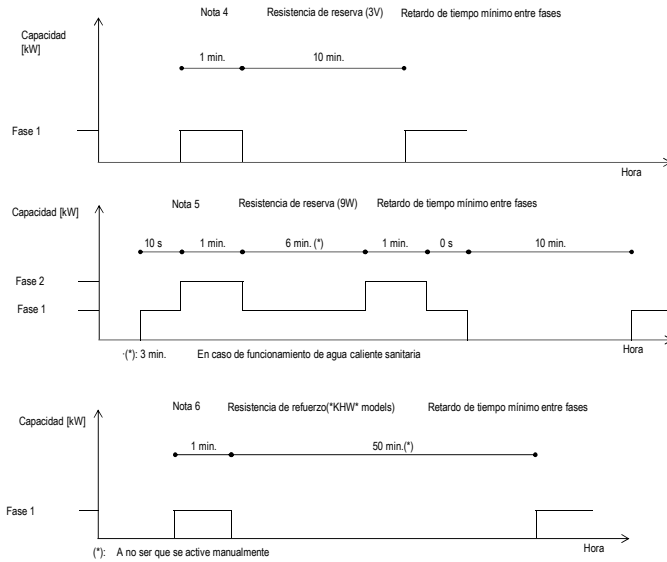 Nota 4 Resistencia de reserva (3V) Retardo de tiempo mínimo entre fases
Capacidad
[kW]
1 min. 10 min.
Fase 1
Hora
Nota 5 Resistencia de reserva (9W) Retardo de tiempo mínimo entre fases
Capacidad [kW]
10 s 1 min. 6 min. (*) 1 min. 0 s 10 min.
Fase 2
Fase 1
Hora
·(*): 3 min. En caso de funcionamiento de agua caliente sanitaria
Nota 6 Resistencia de refuerzo(*KHW* models) Retardo de tiempo mínimo entre fases
Capacidad [kW]
1 min. 50 min.(*)
Fase 1
Hora
(*): A no ser que se active manualmente